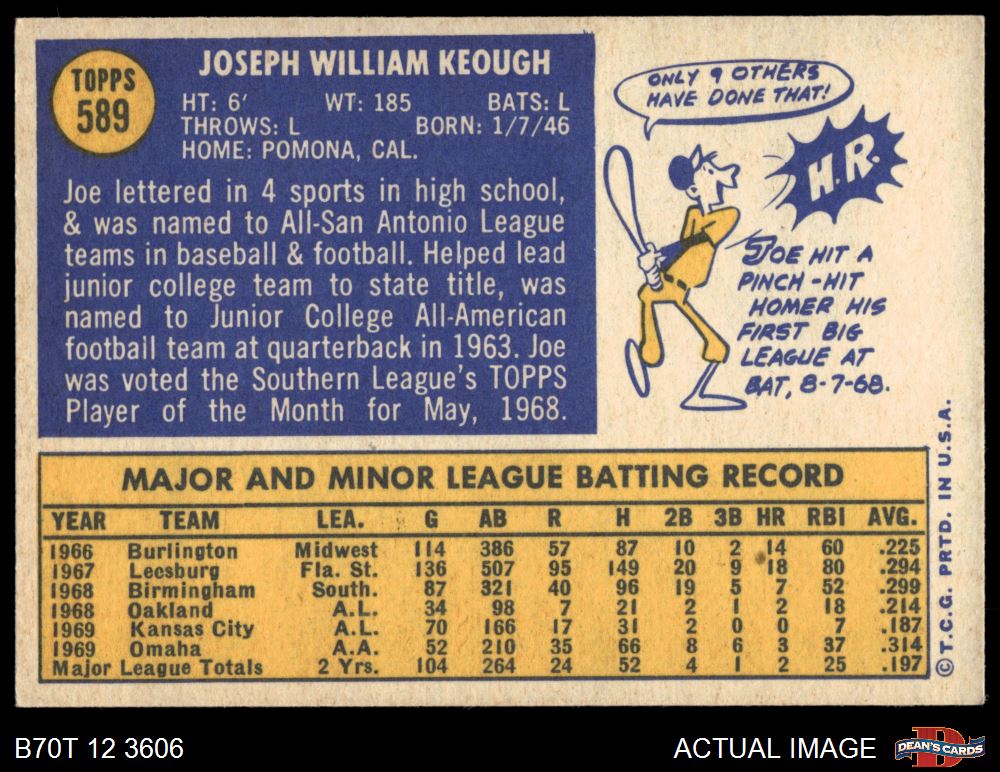 TOPPS
589
JOSEPH WILLIAM KEOUGH
HT: 6′ WT: 185 BATS: L
THROWS: L BORN: 1/7/46
HOME: POMONA, CAL.
Joe lettered in 4 sports in high school,
& was named to All-San Antonio League
teams in baseball & football. Helped lead
junior college team to state title, was
named to Junior College All-American
football team at quarterback in 1963. Joe
was voted the Southern League's TOPPS
Player of the Month for May, 1968.
ONLY 9 OTHERS
HAVE DONE THAT!
H.R.
JOE HIT A
PINCH-HIT
HOMER HIS
FIRST BIG
LEAGUE AT
BAT, 8-7-68.
MAJOR AND MINOR LEAGUE BATTING RECORD
YEAR TEAM LEA. G AB R H 2B 3B HR RBI AVG.
1966 Burlington Midwest 114 386 57 87 10 2 14 60 .225
1967 Leesburg Fla. St. 136 507 95 149 20 9 18 80 .294
1968 Birmingham South. 87 321 40 96 19 5 7 52 .299
1968 Oakland A.L. 34 98 7 21 2 1 2 18 .214
1969 Kansas City A.L. 70 166 17 31 2 0 0 7 .187
1969 Omaha A.A. 52 210 35 66 8 6 3 37 .314
Major League Totals 2 Yrs. 104 264 24 52 4 1 2 25 .197
© T.C.G. PRTD. IN U.S.A.
B70T 12 3606
ACTUAL IMAGE
DEAN'S CARDS